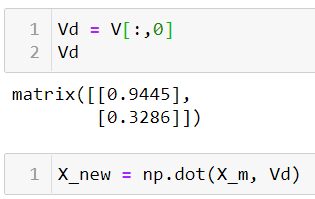 1 Vd = V[:,0]
2 Vd
matrix([[0.9445],
[0.3286]])
1 X_new = np.dot(X_m, Vd)